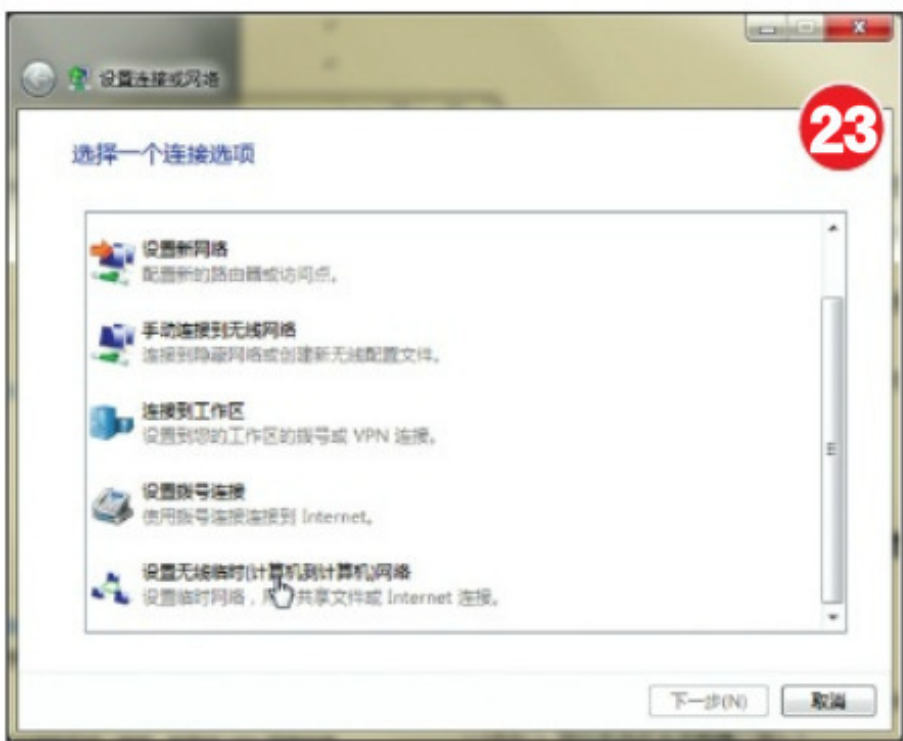 设置连接或网络
23
选择一个连接选项
设置新网络
配置新的路由器或访问点。
手动连接到无线网络
连接到隐藏网络或创建新无线配置文件。
连接到工作区
设置到您的工作区的拨号或 VPN 连接。
设置拨号连接
使用拨号连接连接到 Internet。
设置无线临时(计算机到计算机)网络
设置临时网络，用 共享文件或 Internet 连接。
下一步(N)
取消